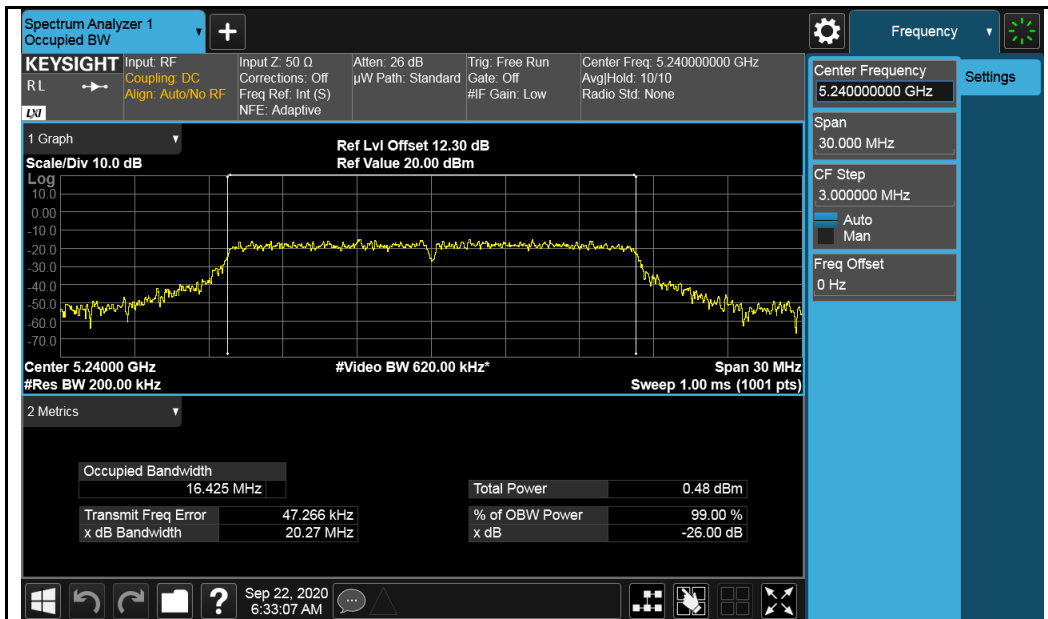 Spectrum Analyzer 1
Occupied BW
+
Frequency
KEYSIGHT
RL
LXI
Input: RF
Coupling: DC
Align: Auto/No RF
Input Z: 50 Ω
Corrections: Off
Freq Ref: Int (S)
NFE: Adaptive
Atten: 26 dB
µW Path: Standard
Trig: Free Run
Gate: Off
#IF Gain: Low
Center Freq: 5.240000000 GHz
Avg|Hold: 10/10
Radio Std: None
Center Frequency
5.240000000 GHz
Settings
Span
30.000 MHz
CF Step
3.000000 MHz
Auto
Man
Freq Offset
0 Hz
1 Graph
Scale/Div 10.0 dB
Ref Lvl Offset 12.30 dB
Ref Value 20.00 dBm
Log
10.0
0.00
-10.0
-20.0
-30.0
-40.0
-50.0
-60.0
-70.0
Center 5.24000 GHz
#Video BW 620.00 kHz*
Span 30 MHz
#Res BW 200.00 kHz
Sweep 1.00 ms (1001 pts)
2 Metrics
Occupied Bandwidth
16.425 MHz
Total Power 0.48 dBm
Transmit Freq Error 47.266 kHz
% of OBW Power 99.00 %
x dB Bandwidth 20.27 MHz
x dB -26.00 dB
?
Sep 22, 2020
6:33:07 AM